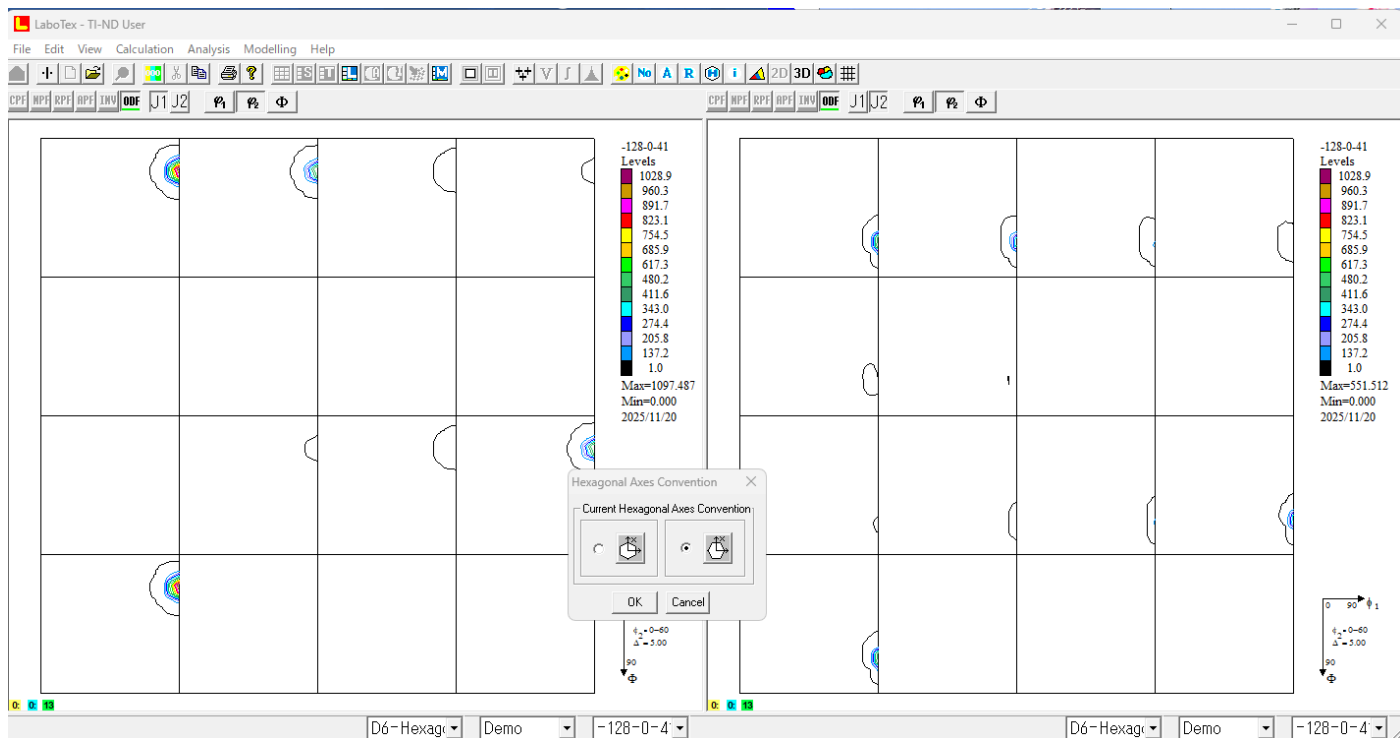 LaboTex - TI-ND User
File Edit View Calculation Analysis Modelling Help
No A R H i 2D 3D
CPF NPF RPF APF INV ODF J1 J2 φ1 φ2 Φ
CPF NPF RPF APF INV ODF J1 J2 φ1 φ2 Φ
-128-0-41
Levels
1028.9
960.3
891.7
823.1
754.5
685.9
617.3
480.2
411.6
343.0
274.4
205.8
137.2
1.0
Max=1097.487
Min=0.000
2025/11/20
-128-0-41
Levels
1028.9
960.3
891.7
823.1
754.5
685.9
617.3
480.2
411.6
343.0
274.4
205.8
137.2
1.0
Max=551.512
Min=0.000
2025/11/20
Hexagonal Axes Convention
Current Hexagonal Axes Convention
X X
OK Cancel
ϕ2=0-60
Δ=5.00
90
Φ
0 90 ϕ1
ϕ2=0-60
Δ=5.00
90
Φ
0: 0: 13
0: 0: 13
D6-Hexag Demo -128-0-4
D6-Hexag Demo -128-0-4